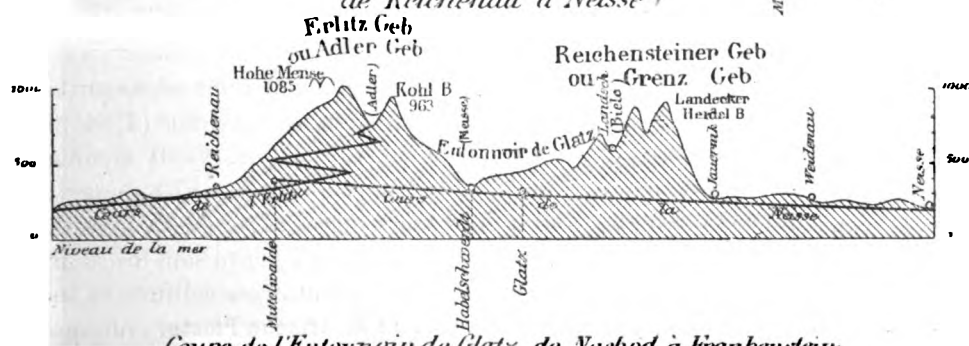 de Reichenau à Neisse
Erlitz Geb
ou Adler Geb
Hohe Mense
1085
(Adler)
Kohl B
963
Reichensteiner Geb
ou Grenz Geb
Landeck
(Biele)
Landecker
Heidel B
1000
500
0
1000
500
Reichenau
(Neisse)
Entonnoir de Glatz
Jauernik
Weidenau
Neisse
Cours de l'Erlitz Cours de la Neisse
Niveau de la mer
Mittelwalde
Habelschwerdt
Glatz
Coupe de l'Entonnoir de Glatz, de Nachod à Frankenstein